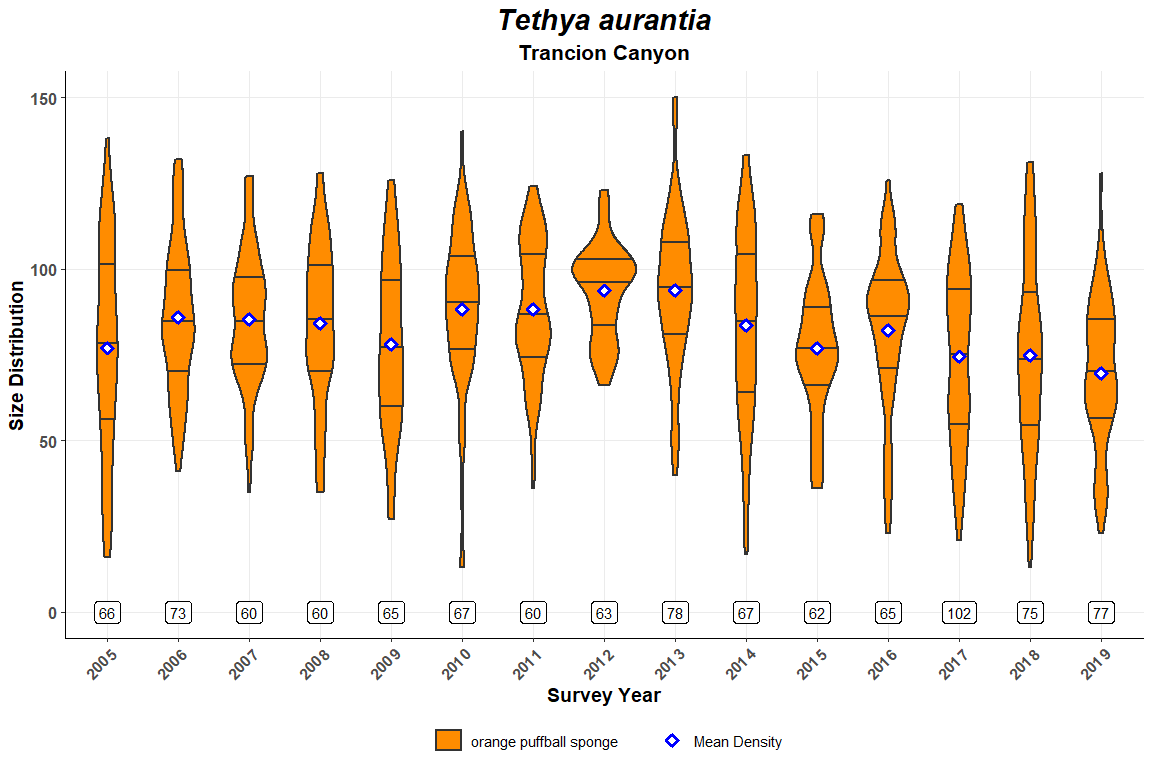 Tethya aurantia
Trancion Canyon
Size Distribution
150
100
50
0
66 73 60 60 65 67 60 63 78 67 62 65 102 75 77
2005 2006 2007 2008 2009 2010 2011 2012 2013 2014 2015 2016 2017 2018 2019
Survey Year
orange puffball sponge Mean Density